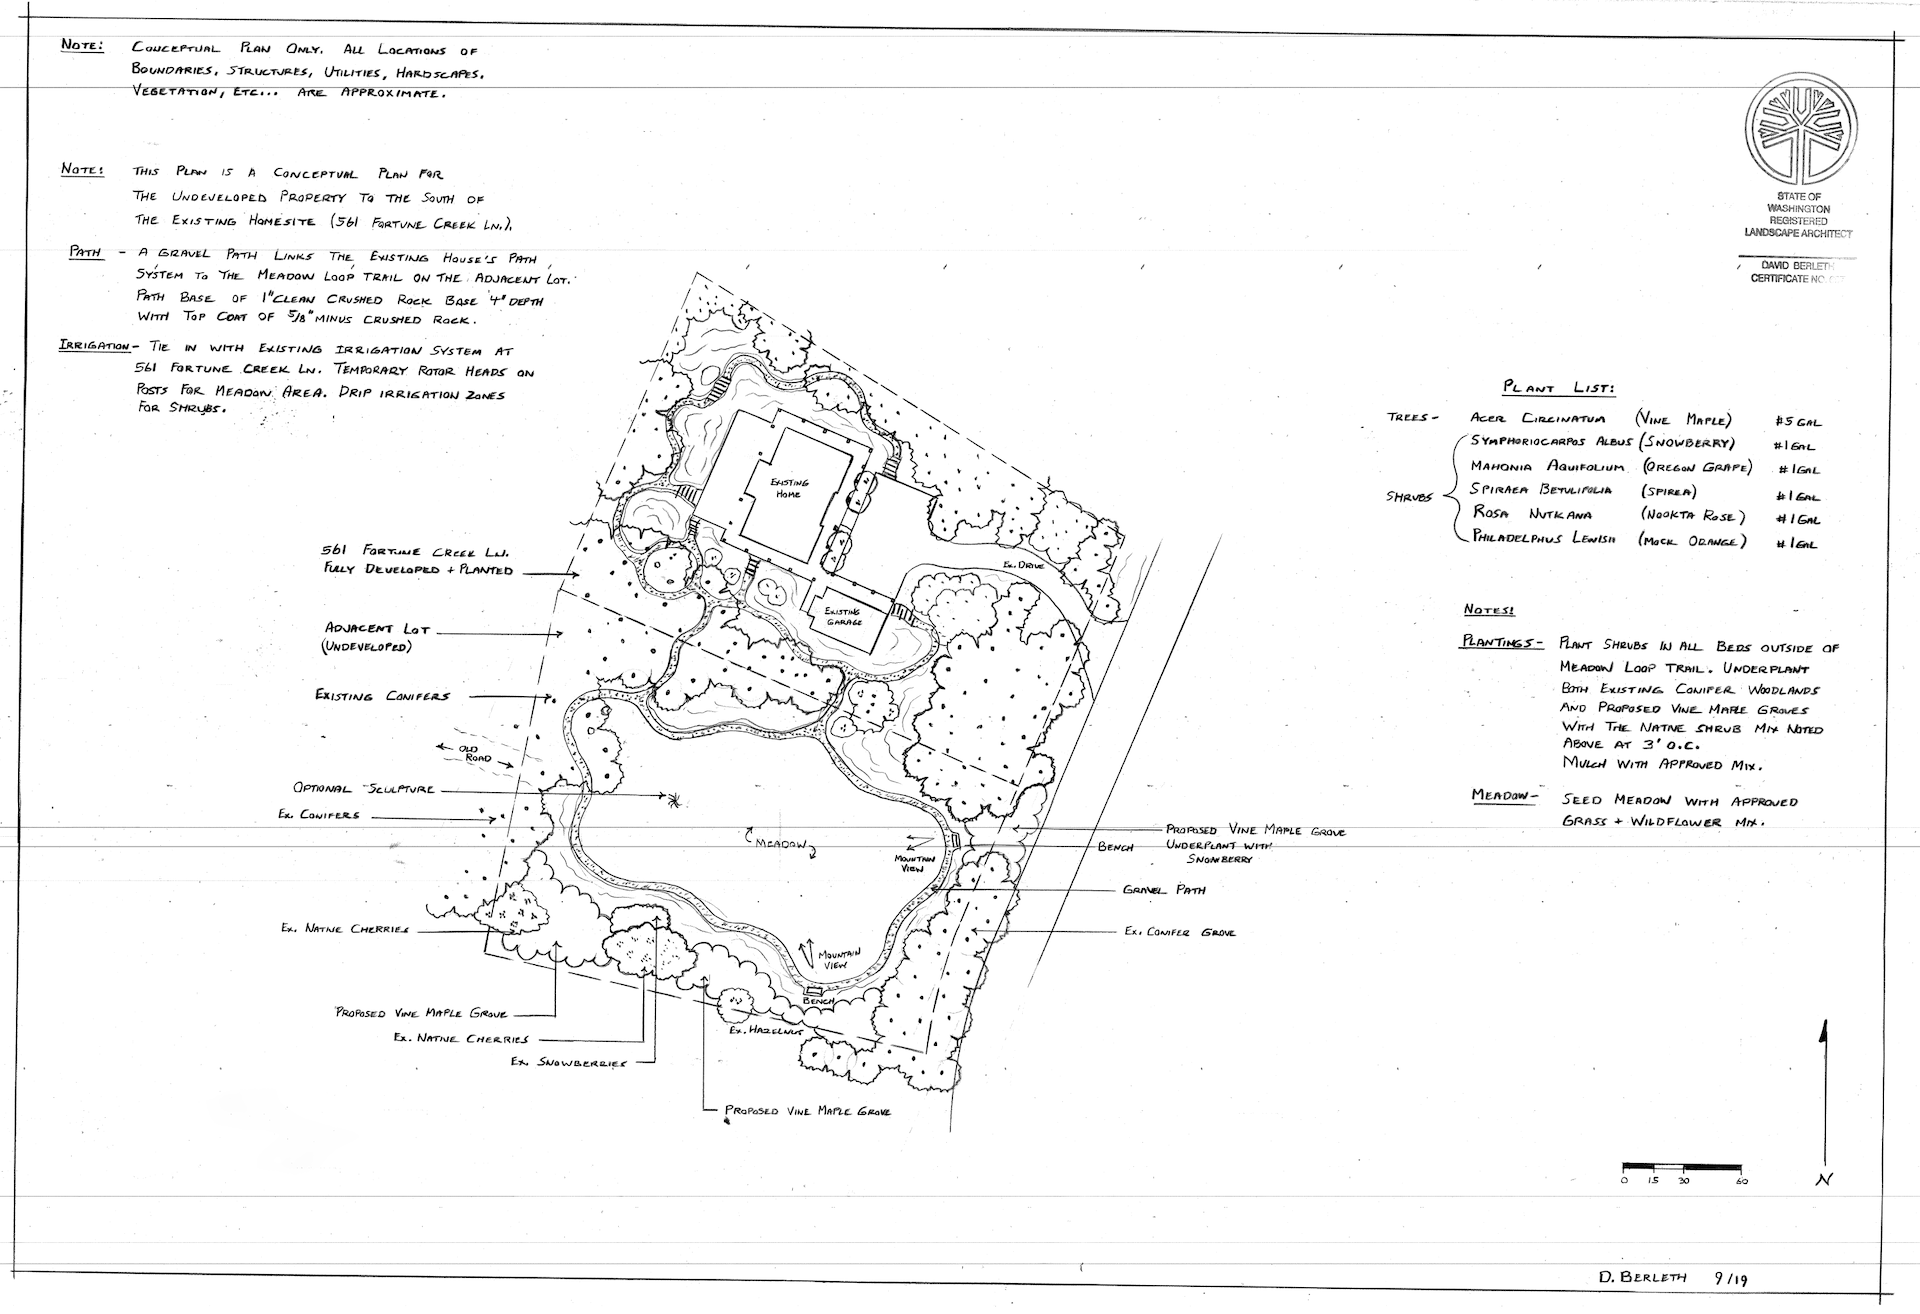 NOTE: CONCEPTUAL PLAN ONLY. ALL LOCATIONS OF
BOUNDARIES, STRUCTURES, UTILITIES, HARDSCAPES,
VEGETATION, ETC... ARE APPROXIMATE.
NOTE: THIS PLAN IS A CONCEPTUAL PLAN FOR
THE UNDEVELOPED PROPERTY TO THE SOUTH OF
THE EXISTING HOMESITE (561 FORTUNE CREEK LN.).
PATH - A GRAVEL PATH LINKS THE EXISTING HOUSE'S PATH
SYSTEM TO THE MEADOW LOOP TRAIL ON THE ADJACENT LOT.
PATH BASE OF 1" CLEAN CRUSHED ROCK BASE 4" DEPTH
WITH TOP COAT OF 5/8" MINUS CRUSHED ROCK.
IRRIGATION - TIE IN WITH EXISTING IRRIGATION SYSTEM AT
561 FORTUNE CREEK LN. TEMPORARY ROTOR HEADS ON
POSTS FOR MEADOW AREA. DRIP IRRIGATION ZONES
FOR SHRUBS.
STATE OF
WASHINGTON
REGISTERED
LANDSCAPE ARCHITECT
DAVID BERLETH
CERTIFICATE NO.
PLANT LIST:
TREES - ACER CIRCINATUM (VINE MAPLE) #5 GAL
SYMPHORIOCARPOS ALBUS (SNOWBERRY) #1 GAL
MAHONIA AQUIFOLIUM (OREGON GRAPE) #1 GAL
SHRUBS SPIRAEA BETULIFOLIA (SPIREA) #1 GAL
ROSA NUTKANA (NOOKTA ROSE) #1 GAL
PHILADELPHUS LEWISII (MOCK ORANGE) #1 GAL
NOTES:
PLANTINGS - PLANT SHRUBS IN ALL BEDS OUTSIDE OF
MEADOW LOOP TRAIL. UNDERPLANT
BOTH EXISTING CONIFER WOODLANDS
AND PROPOSED VINE MAPLE GROVES
WITH THE NATIVE SHRUB MIX NOTED
ABOVE AT 3' O.C.
MULCH WITH APPROVED MIX.
MEADOW - SEED MEADOW WITH APPROVED
GRASS + WILDFLOWER MIX.
EXISTING
HOME
EXISTING
GARAGE
EX. DRIVE
561 FORTUNE CREEK LN.
FULLY DEVELOPED + PLANTED
ADJACENT LOT
(UNDEVELOPED)
EXISTING CONIFERS
OLD
ROAD
OPTIONAL SCULPTURE
EX. CONIFERS
MEADOW
MOUNTAIN
VIEW
PROPOSED VINE MAPLE GROVE
UNDERPLANT WITH
SNOWBERRY
BENCH
GRAVEL PATH
EX. CONIFER GROVE
EX. NATIVE CHERRIES
MOUNTAIN
VIEW
BENCH
EX. HAZELNUT
PROPOSED VINE MAPLE GROVE
EX. NATIVE CHERRIES
EX. SNOWBERRIES
PROPOSED VINE MAPLE GROVE
0 15 30 60
N
D. BERLETH 9/19